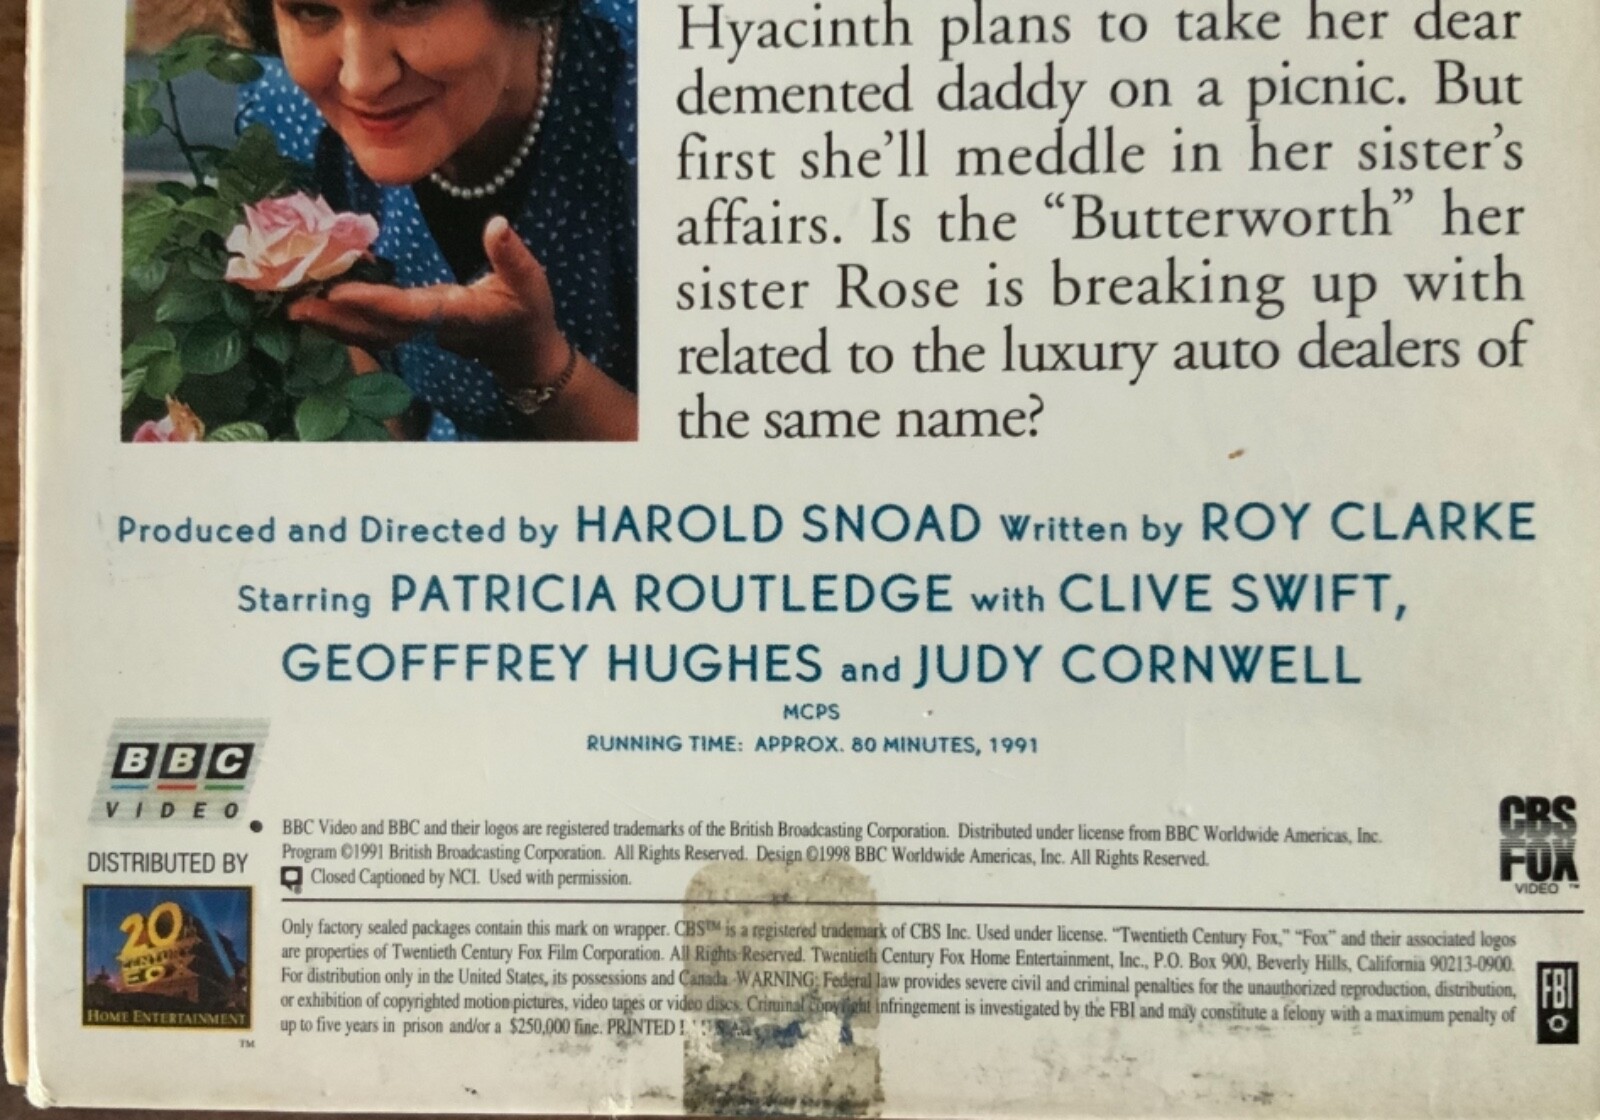 Hyacinth plans to take her dear
demented daddy on a picnic. But
first she'll meddle in her sister's
affairs. Is the “Butterworth” her
sister Rose is breaking up with
related to the luxury auto dealers of
the same name?
Produced and Directed by HAROLD SNOAD Written by ROY CLARKE
Starring PATRICIA ROUTLEDGE with CLIVE SWIFT,
GEOFFFREY HUGHES and JUDY CORNWELL
MCPS
RUNNING TIME: APPROX. 80 MINUTES, 1991
BBC
VIDEO
DISTRIBUTED BY
20
CENTURY
FOX
HOME ENTERTAINMENT
TM
BBC Video and BBC and their logos are registered trademarks of the British Broadcasting Corporation. Distributed under license from BBC Worldwide Americas, Inc.
Program ©1991 British Broadcasting Corporation. All Rights Reserved. Design ©1998 BBC Worldwide Americas, Inc. All Rights Reserved.
Closed Captioned by NCI. Used with permission.
CBS
FOX
VIDEO ™
Only factory sealed packages contain this mark on wrapper. CBS™ is a registered trademark of CBS Inc. Used under license. “Twentieth Century Fox,” “Fox” and their associated logos
are properties of Twentieth Century Fox Film Corporation. All Rights Reserved. Twentieth Century Fox Home Entertainment, Inc., P.O. Box 900, Beverly Hills, California 90213-0900.
For distribution only in the United States, its possessions and Canada. WARNING: Federal law provides severe civil and criminal penalties for the unauthorized reproduction, distribution,
or exhibition of copyrighted motion pictures, video tapes or video discs. Criminal copyright infringement is investigated by the FBI and may constitute a felony with a maximum penalty of
up to five years in prison and/or a $250,000 fine. PRINTED
FBI